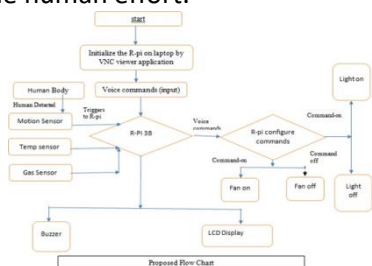 e human effort.
start
Initialize the R-pi on laptop by
VNC viewer application
Light on
Human Body
Voice commands (input)
Human Detected
Triggers
to R-pi
Command-on
Motion Sensor
Voice
commands
R-PI 3B
R-pi configure
commands
Temp sensor
Command-on
Command
off
Gas Sensor
Fan on
Fan off
Light
off
Buzzer
LCD Display
Proposed Flow Chart